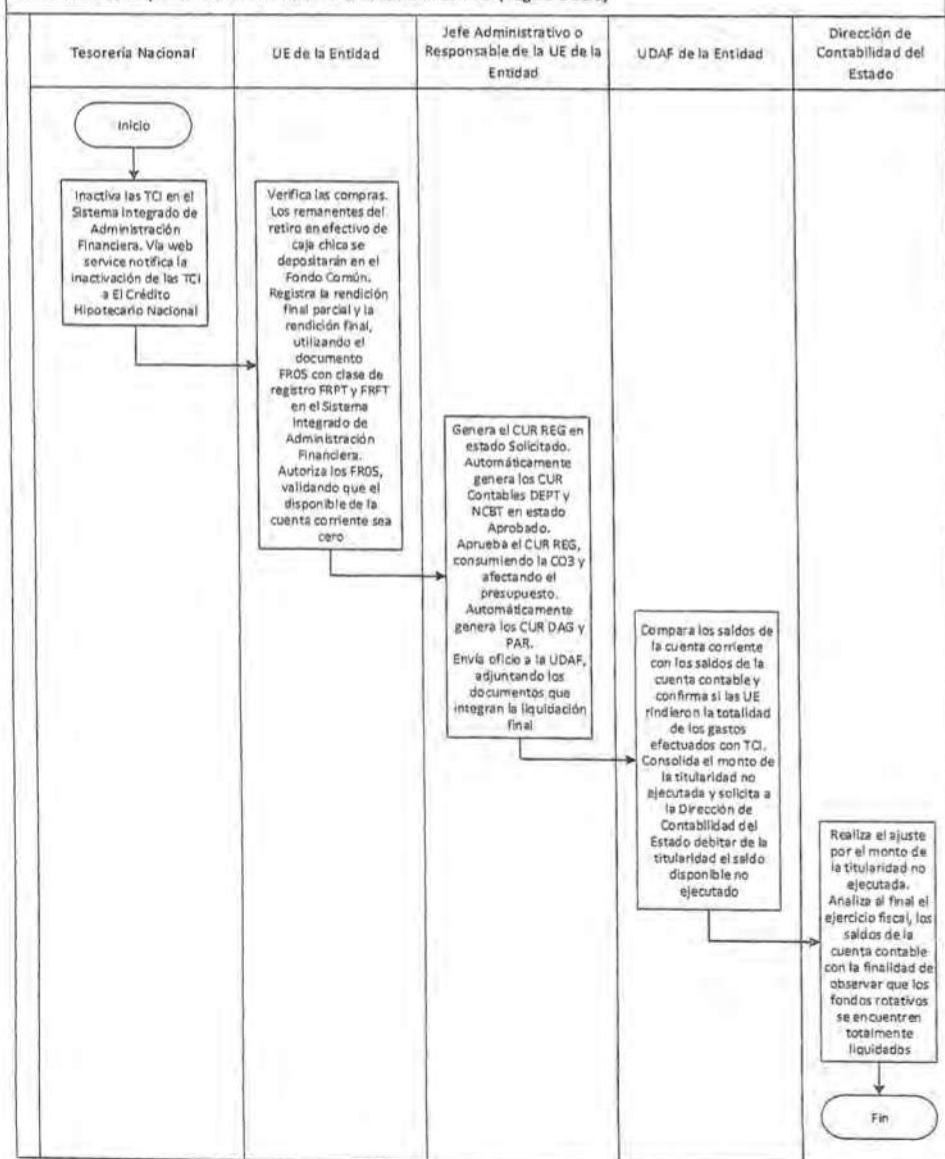 Tesorería Nacional
UE de la Entidad
Jefe Administrativo o
Responsable de la UE de la
Entidad
UDAF de la Entidad
Dirección de
Contabilidad del
Estado
Inicio
Inactiva las TCI en el
Sistema Integrado de
Administración
Financiera. Vía web
service notifica la
inactivación de las TCI
a El Crédito
Hipotecario Nacional
Verifica las compras.
Los remanentes del
retiro en efectivo de
caja chica se
depositarán en el
Fondo Común.
Registra la rendición
final parcial y la
rendición final,
utilizando el
documento
FR05 con clase de
registro FRPT y FRFT
en el Sistema
Integrado de
Administración
Financiera.
Autoriza los FR05,
validando que el
disponible de la
cuenta corriente sea
cero
Genera el CUR REG en
estado Solicitado.
Automáticamente
genera los CUR
Contables DEPT y
NCBT en estado
Aprobado.
Aprueba el CUR REG,
consumiendo la CO3 y
afectando el
presupuesto.
Automáticamente
genera los CUR DAG y
PAR.
Envía oficio a la UDAF,
adjuntando los
documentos que
integran la liquidación
final
Compara los saldos de
la cuenta corriente
con los saldos de la
cuenta contable y
confirma si las UE
rindieron la totalidad
de los gastos
efectuados con TCI.
Consolida el monto de
la titularidad no
ejecutada y solicita a
la Dirección de
Contabilidad del
Estado debitar de la
titularidad el saldo
disponible no
ejecutado
Realiza el ajuste
por el monto de
la titularidad no
ejecutada.
Analiza al final el
ejercicio fiscal, los
saldos de la
cuenta contable
con la finalidad de
observar que los
fondos rotativos
se encuentren
totalmente
liquidados
Fin